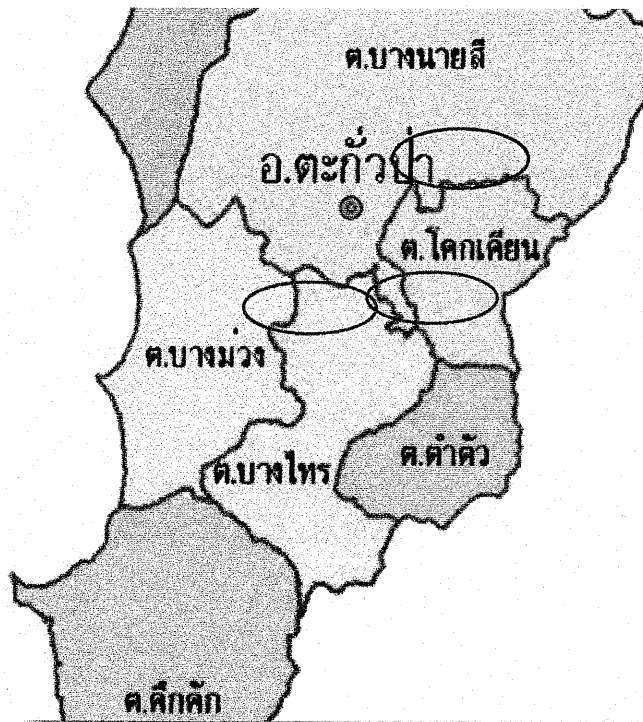 ต.บางนายสี
อ.ตะกั่วป่า
ต.โคกเคียน
ต.บางม่วง
ต.บางไทร
ต.ตำตัว
ต.คึกคัก